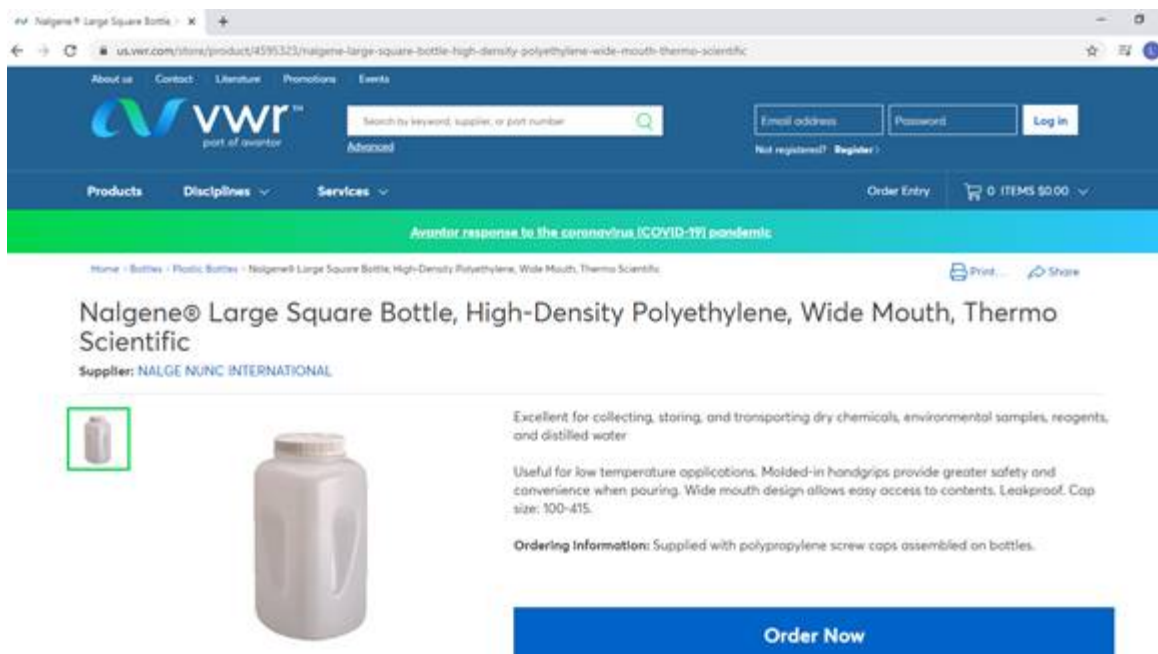 Nalgene® Large Square Bottle,
us.vwr.com/store/product/4595323/nalgene-large-square-bottle-high-density-polyethylene-wide-mouth-thermo-scientific
About us Contact Literature Promotions Events
vwr™
part of avantor
Search by keyword, supplier, or part number
Advanced
Email address Password Log in
Not registered? Register
Products Disciplines Services Order Entry 0 ITEMS $0.00
Avantor response to the coronavirus (COVID-19) pandemic
Home Bottles Plastic Bottles Nalgene® Large Square Bottle, High-Density Polyethylene, Wide Mouth, Thermo Scientific Print... Share
Nalgene® Large Square Bottle, High-Density Polyethylene, Wide Mouth, Thermo
Scientific
Supplier: NALGE NUNC INTERNATIONAL
Excellent for collecting, storing, and transporting dry chemicals, environmental samples, reagents,
and distilled water
Useful for low temperature applications. Molded-in handgrips provide greater safety and
convenience when pouring. Wide mouth design allows easy access to contents. Leakproof. Cap
size: 100-415.
Ordering Information: Supplied with polypropylene screw caps assembled on bottles.
Order Now